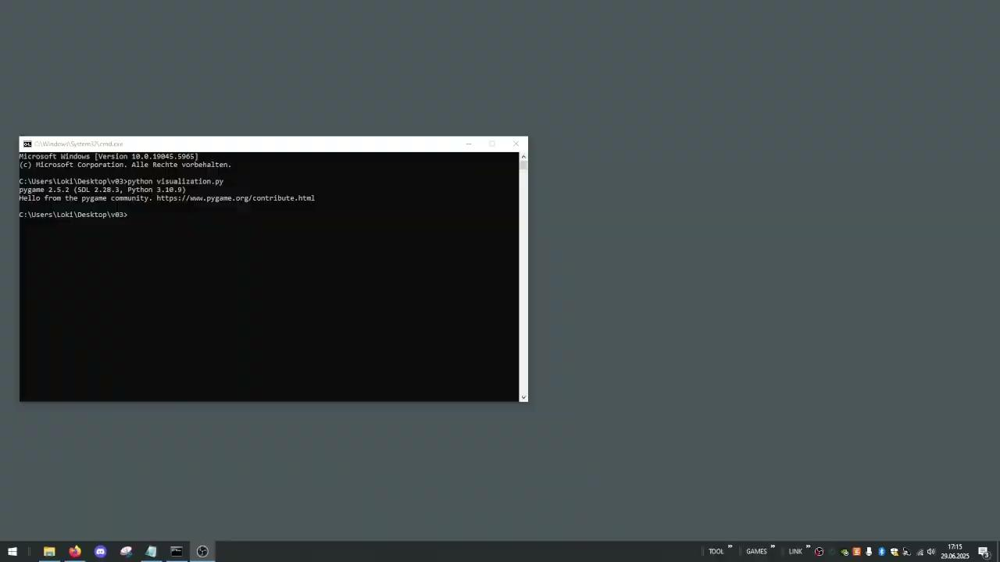 C:\Windows\System32\cmd.exe
Microsoft Windows [Version 10.0.19045.5965]
(c) Microsoft Corporation. Alle Rechte vorbehalten.
C:\Users\Loki\Desktop\v03>python visualization.py
pygame 2.5.2 (SDL 2.28.3, Python 3.10.9)
Hello from the pygame community. https://www.pygame.org/contribute.html
C:\Users\Loki\Desktop\v03>
TOOL » GAMES » LINK » 17:15
29.06.2025